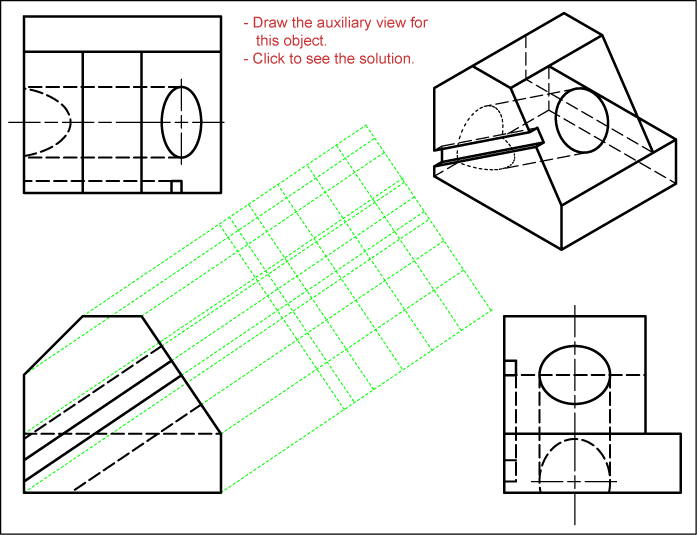 - Draw the auxiliary view for
this object.
- Click to see the solution.